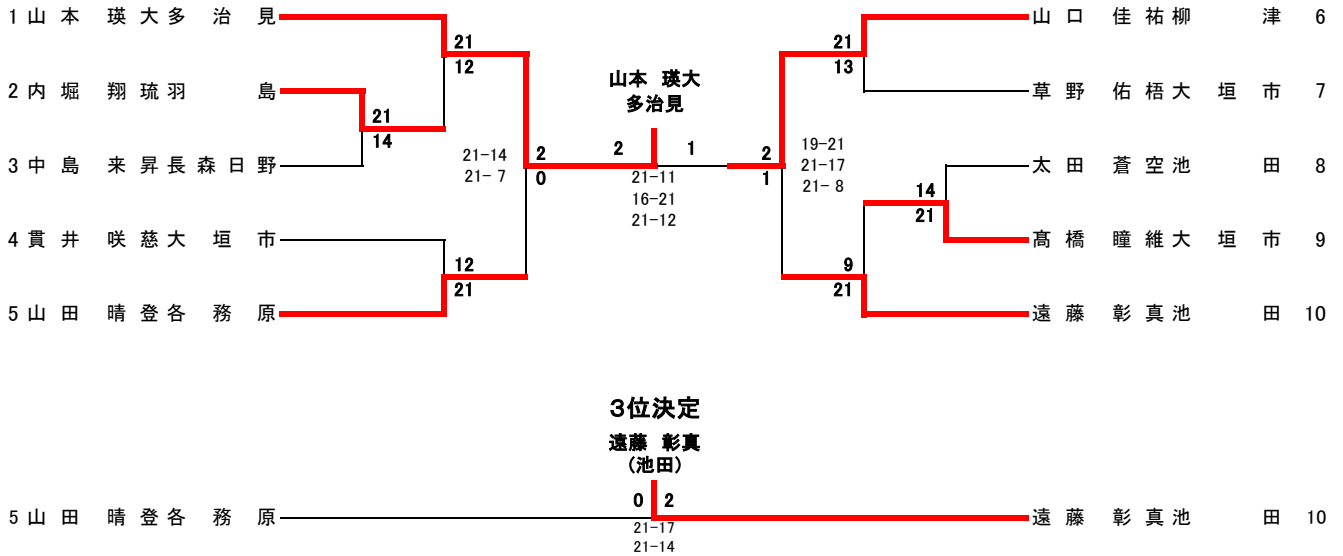 1 山本 瑛大 多治見
2 内堀 翔琉 羽島
3 中島 来昇 長森日野
4 貫井 咲慈 大垣市
5 山田 晴登 各務原
21
12
21
14
12
21
21-14
21- 7
2
0
山本 瑛大
多治見
2
1
21-11
16-21
21-12
2
1
19-21
21-17
21- 8
21
13
14
21
9
21
山口 佳祐 柳津 6
草野 佑梧 大垣市 7
太田 蒼空 池田 8
髙橋 瞳維 大垣市 9
遠藤 彰真 池田 10
3位決定
遠藤 彰真
(池田)
0
2
5 山田 晴登 各務原
21-17
21-14
遠藤 彰真 池田 10